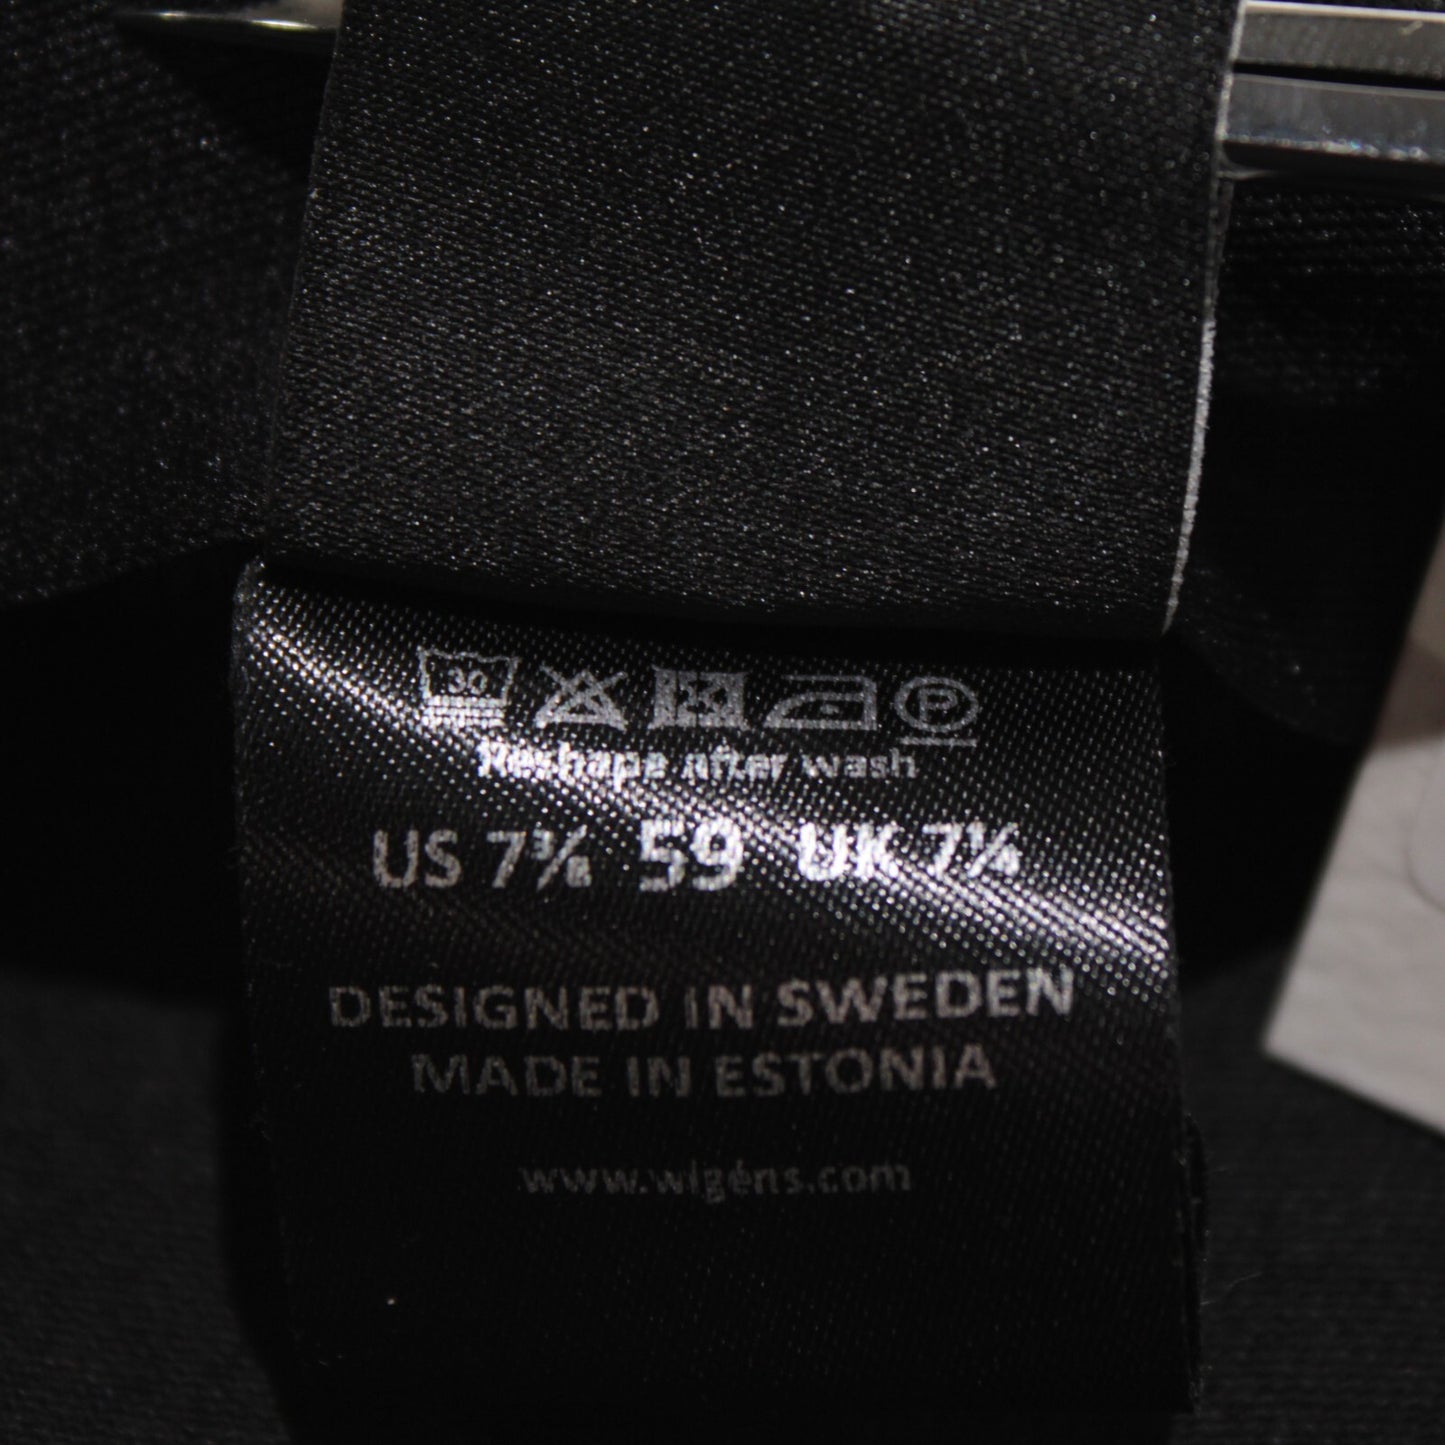 30 P
Reshape after wash
US 7⅜ 59 UK 7¼
DESIGNED IN SWEDEN
MADE IN ESTONIA
www.wigéns.com